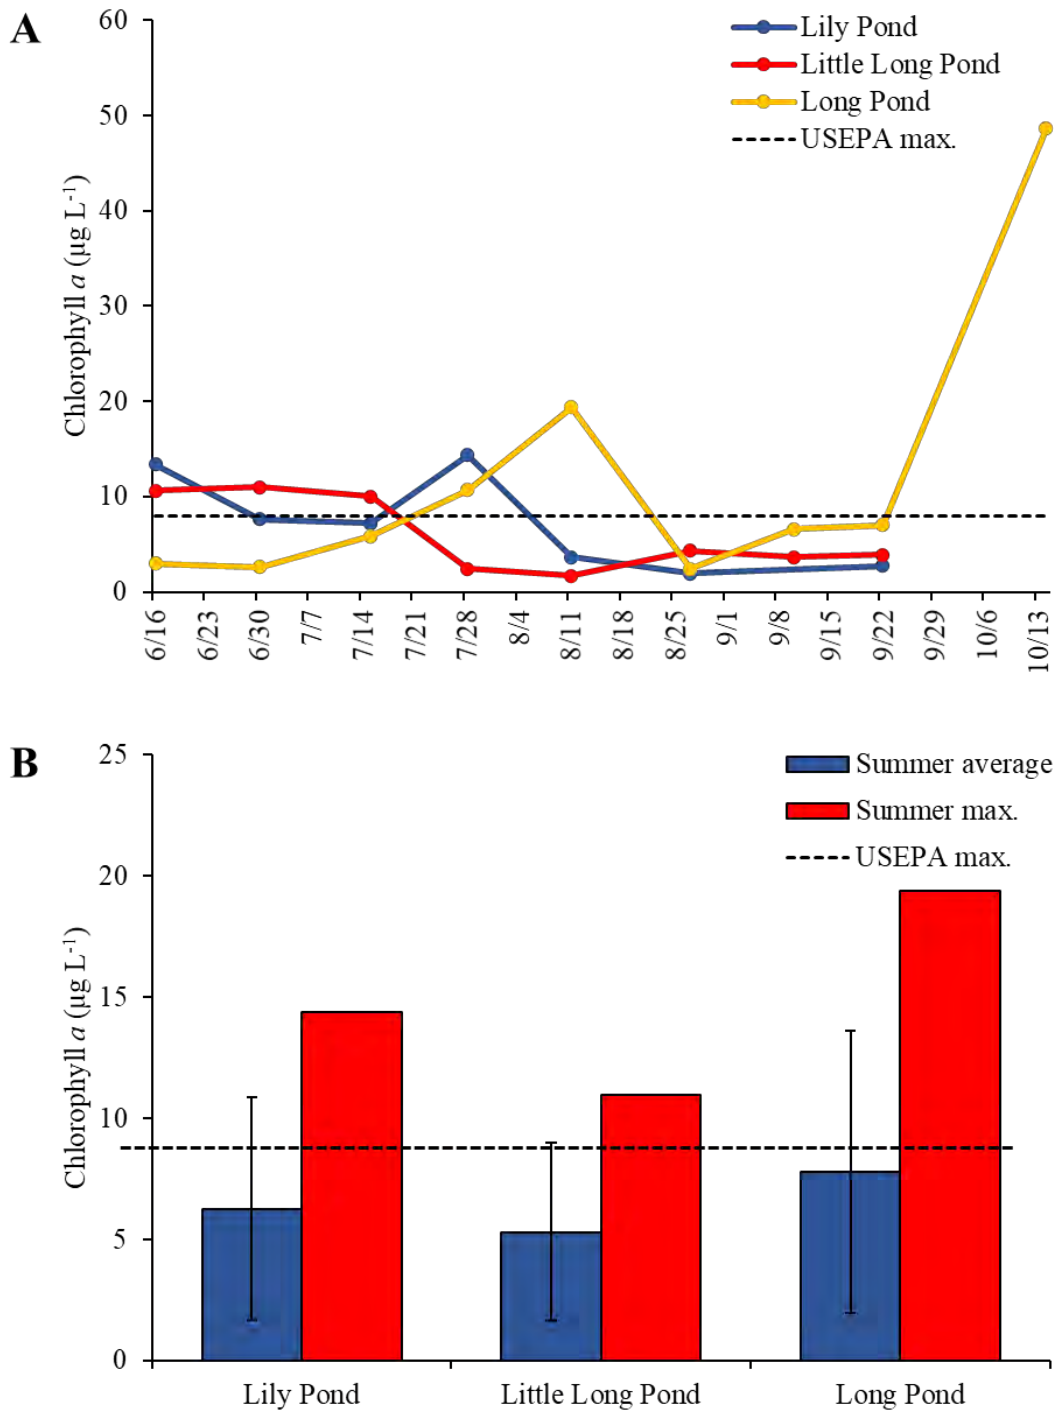 A
60
50
40
30
20
10
0
Chlorophyll a (µg L-1)
Lily Pond
Little Long Pond
Long Pond
USEPA max.
6/16
6/23
6/30
7/7
7/14
7/21
7/28
8/4
8/11
8/18
8/25
9/1
9/8
9/15
9/22
9/29
10/6
10/13
B
25
20
15
10
5
0
Chlorophyll a (µg L-1)
Summer average
Summer max.
USEPA max.
Lily Pond
Little Long Pond
Long Pond